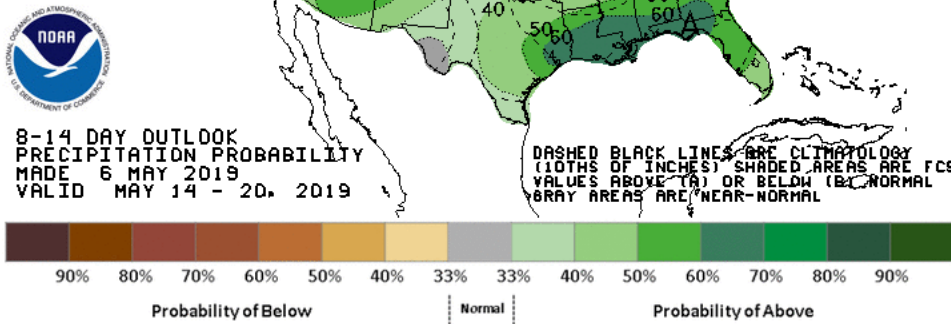 40
60
50
60
A
NOAA
NATIONAL OCEANIC AND ATMOSPHERIC ADMINISTRATION
U.S. DEPARTMENT OF COMMERCE
8-14 DAY OUTLOOK
PRECIPITATION PROBABILITY
MADE 6 MAY 2019
VALID MAY 14 - 20, 2019
DASHED BLACK LINES ARE CLIMATOLOGY
(10THS OF INCHES) SHADED AREAS ARE FCS
VALUES ABOVE (A) OR BELOW (B) NORMAL
GRAY AREAS ARE NEAR-NORMAL
90% 80% 70% 60% 50% 40% 33% 33% 40% 50% 60% 70% 80% 90%
Probability of Below Normal Probability of Above